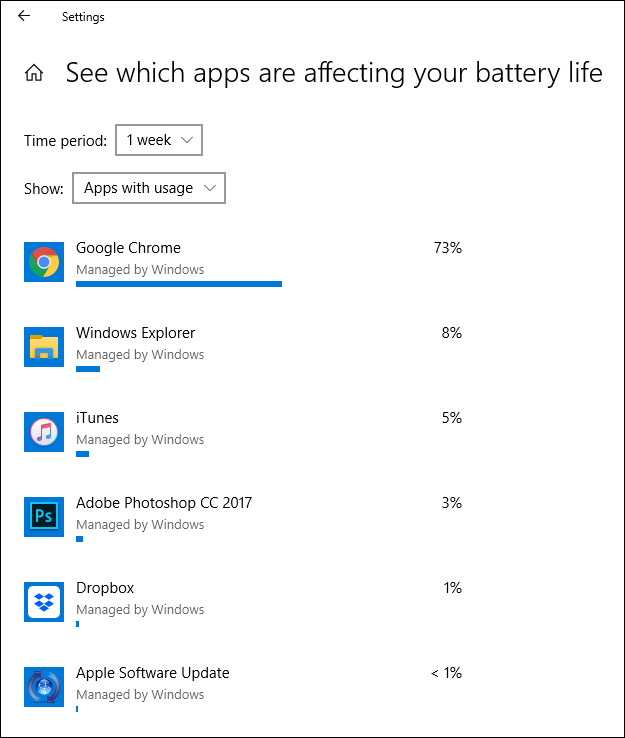 Settings
See which apps are affecting your battery life
Time period: 1 week
Show: Apps with usage
Google Chrome 73%
Managed by Windows
Windows Explorer 8%
Managed by Windows
iTunes 5%
Managed by Windows
Ps Adobe Photoshop CC 2017 3%
Managed by Windows
Dropbox 1%
Managed by Windows
Apple Software Update < 1%
Managed by Windows